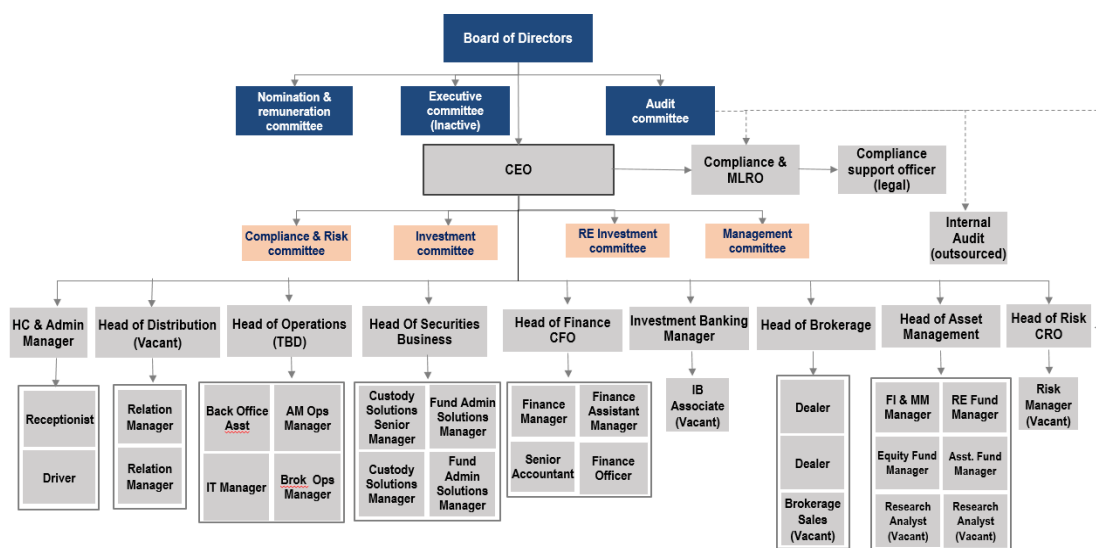 Board of Directors
Nomination &
remuneration
committee
Executive
committee
(Inactive)
Audit
committee
CEO
Compliance &
MLRO
Compliance
support officer
(legal)
Internal
Audit
(outsourced)
Compliance & Risk
committee
Investment
committee
RE Investment
committee
Management
committee
HC & Admin
Manager
Head of Distribution
(Vacant)
Head of Operations
(TBD)
Head Of Securities
Business
Head of Finance
CFO
Investment Banking
Manager
Head of Brokerage
Head of Asset
Management
Head of Risk
CRO
Receptionist
Driver
Relation
Manager
Relation
Manager
Back Office
Asst
AM Ops
Manager
IT Manager
Brok Ops
Manager
Custody
Solutions
Senior
Manager
Fund Admin
Solutions
Manager
Custody
Solutions
Manager
Fund
Admin
Solutions
Manager
Finance
Manager
Finance
Assistant
Manager
Senior
Accountant
Finance
Officer
IB
Associate
(Vacant)
Dealer
Dealer
Brokerage
Sales
(Vacant)
FI & MM
Manager
RE Fund
Manager
Equity Fund
Manager
Asst. Fund
Manager
Research
Analyst
(Vacant)
Research
Analyst
(Vacant)
Risk
Manager
(Vacant)